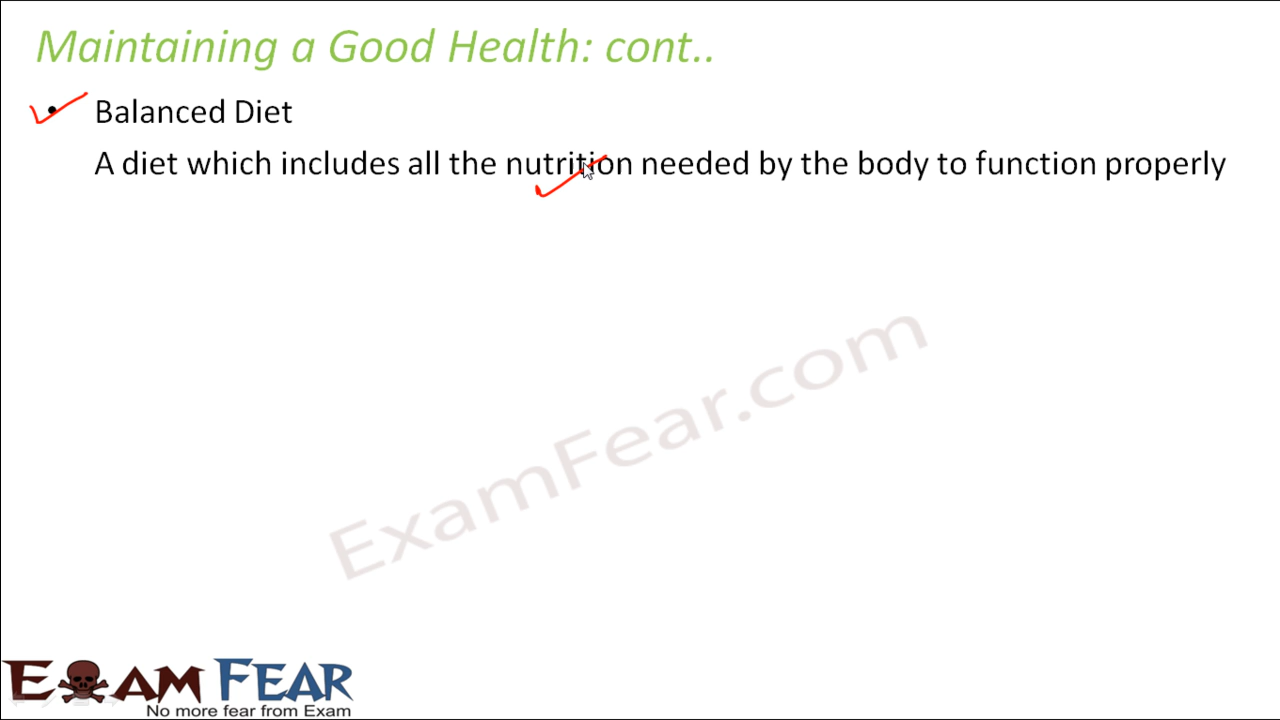 Maintaining a Good Health: cont..
• Balanced Diet
A diet which includes all the nutrition needed by the body to function properly
ExamFear.com
EXAM FEAR
No more fear from Exam